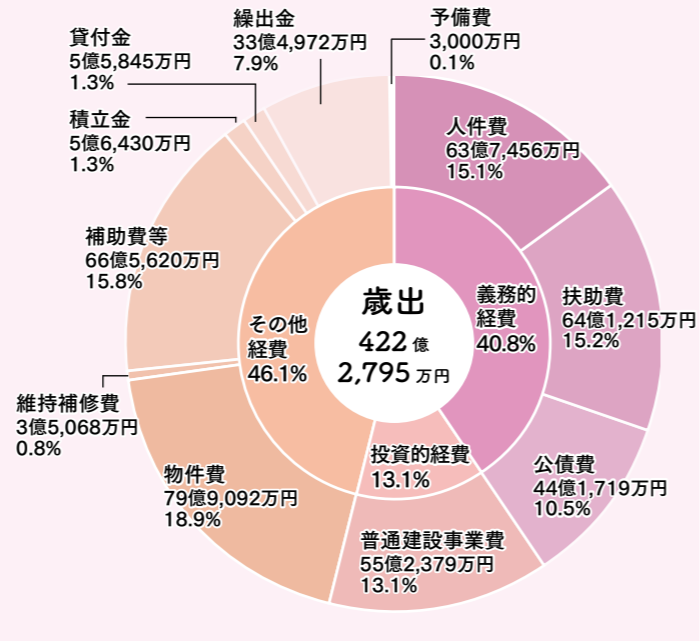 歳出
422億
2,795万円
義務的
経費
40.8%
人件費
63億7,456万円
15.1%
扶助費
64億1,215万円
15.2%
公債費
44億1,719万円
10.5%
投資的経費
13.1%
普通建設事業費
55億2,379万円
13.1%
その他
経費
46.1%
物件費
79億9,092万円
18.9%
維持補修費
3億5,068万円
0.8%
補助費等
66億5,620万円
15.8%
積立金
5億6,430万円
1.3%
貸付金
5億5,845万円
1.3%
繰出金
33億4,972万円
7.9%
予備費
3,000万円
0.1%